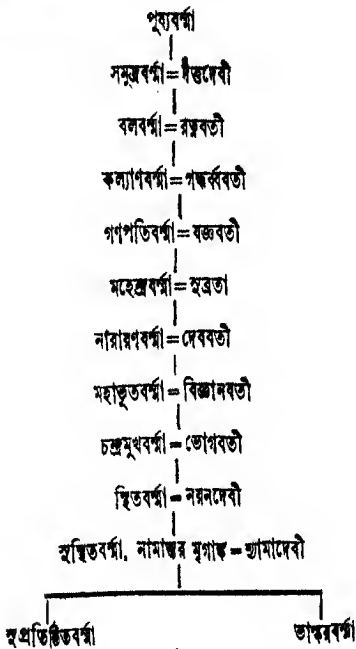 পুষ্যবর্ম্মা
সমুদ্রবর্ম্মা=দত্তদেবী
বলবর্ম্মা=রত্নবতী
কল্যাণবর্ম্মা=গন্ধর্ব্ববতী
গণপতিবর্ম্মা=যজ্ঞবতী
মহেন্দ্রবর্ম্মা=সুব্রতা
নারায়ণবর্ম্মা=দেববতী
মহাভূতবর্ম্মা=বিজ্ঞানবতী
চন্দ্রমুখবর্ম্মা=ভোগবতী
স্থিতবর্ম্মা=নয়নদেবী
সুস্থিতবর্ম্মা, নামান্তর মৃগাঙ্ক=শ্যামাদেবী
সুপ্রতিষ্ঠিতবর্ম্মা ভাস্করবর্ম্মা